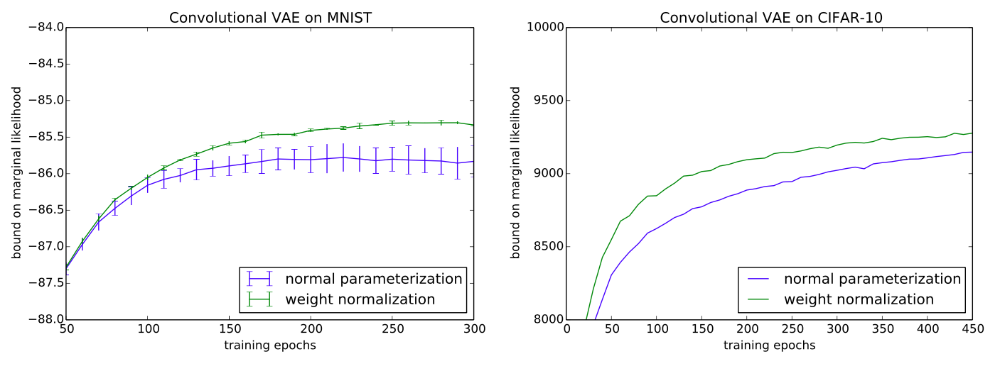 Convolutional VAE on MNIST
−84.0
−84.5
−85.0
−85.5
−86.0
−86.5
−87.0
−87.5
−88.0
bound on marginal likelihood
50 100 150 200 250 300
training epochs
normal parameterization
weight normalization
Convolutional VAE on CIFAR-10
10000
9500
9000
8500
8000
bound on marginal likelihood
0 50 100 150 200 250 300 350 400 450
training epochs
normal parameterization
weight normalization